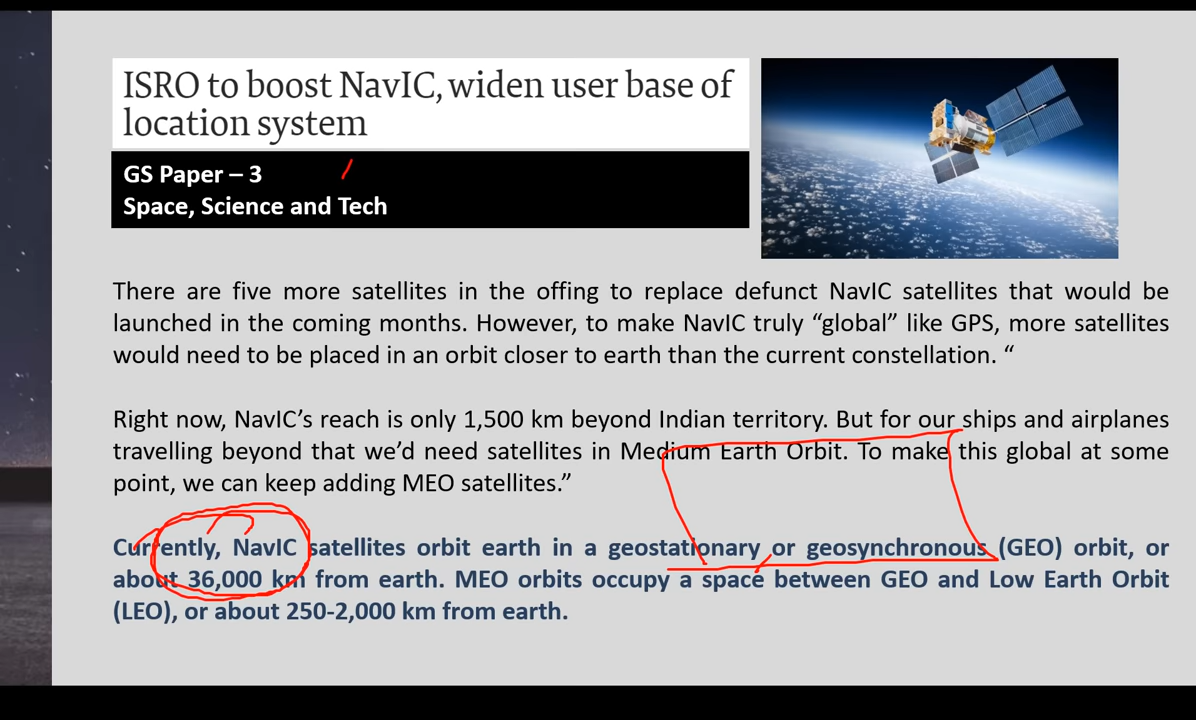 ISRO to boost NavIC, widen user base of
location system
GS Paper – 3
Space, Science and Tech
There are five more satellites in the offing to replace defunct NavIC satellites that would be
launched in the coming months. However, to make NavIC truly “global” like GPS, more satellites
would need to be placed in an orbit closer to earth than the current constellation. “
Right now, NavIC’s reach is only 1,500 km beyond Indian territory. But for our ships and airplanes
travelling beyond that we’d need satellites in Medium Earth Orbit. To make this global at some
point, we can keep adding MEO satellites.”
Currently, NavIC satellites orbit earth in a geostationary or geosynchronous (GEO) orbit, or
about 36,000 km from earth. MEO orbits occupy a space between GEO and Low Earth Orbit
(LEO), or about 250-2,000 km from earth.